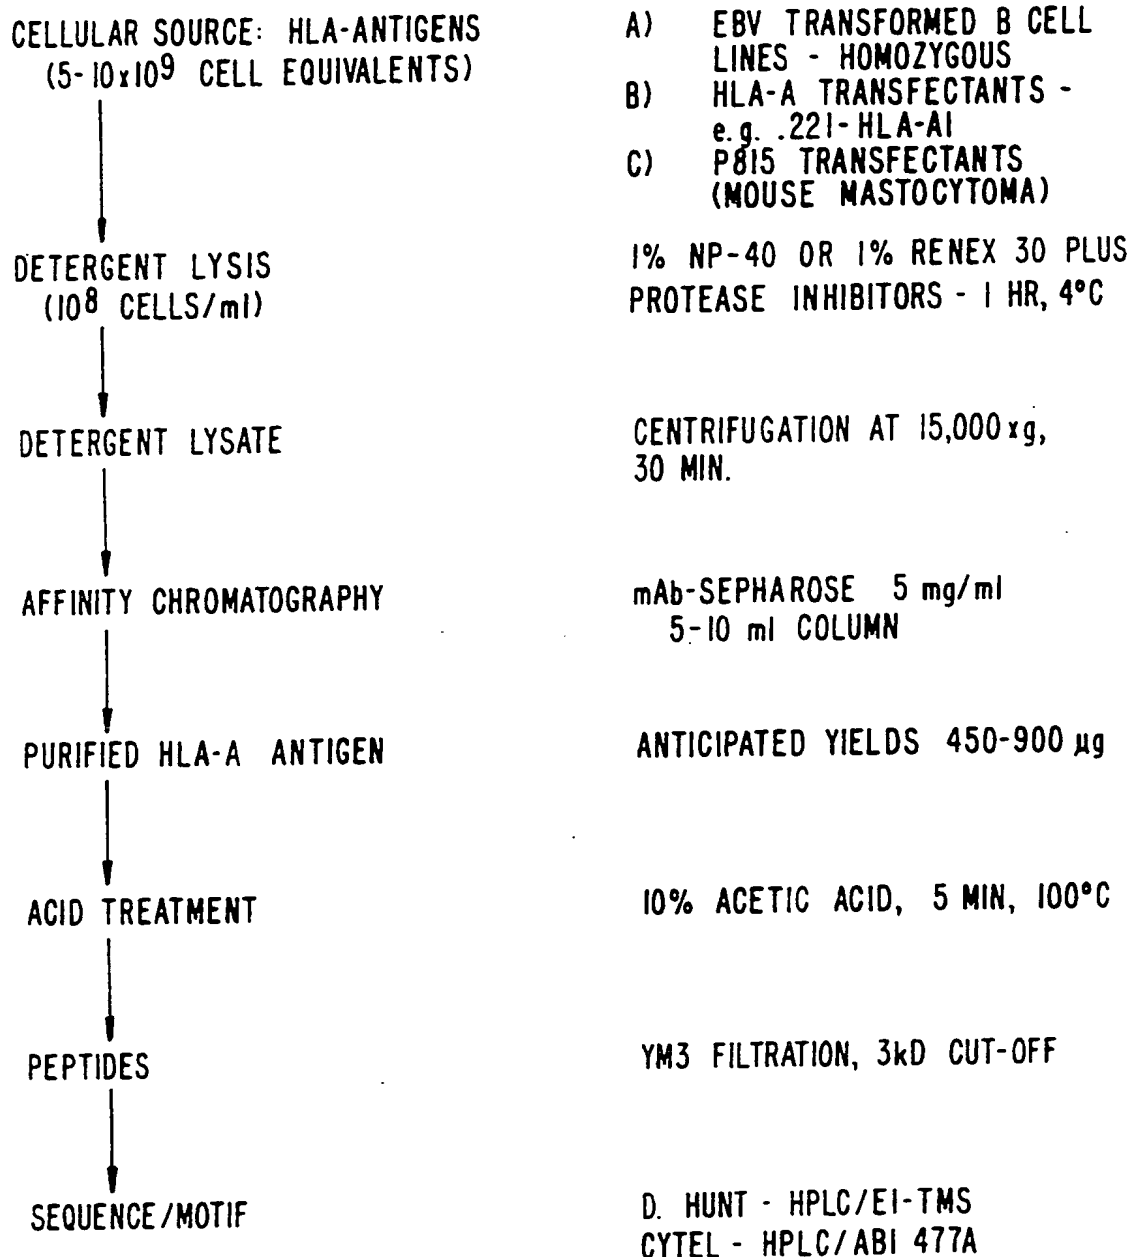 CELLULAR SOURCE: HLA-ANTIGENS
(5-10x10⁹ CELL EQUIVALENTS)
A) EBV TRANSFORMED B CELL
LINES - HOMOZYGOUS
B) HLA-A TRANSFECTANTS -
e.g. .221-HLA-A1
C) P815 TRANSFECTANTS
(MOUSE MASTOCYTOMA)
DETERGENT LYSIS
(10⁸ CELLS/ml)
1% NP-40 OR 1% RENEX 30 PLUS
PROTEASE INHIBITORS - 1 HR, 4°C
DETERGENT LYSATE
CENTRIFUGATION AT 15,000xg,
30 MIN.
AFFINITY CHROMATOGRAPHY
mAb-SEPHAROSE 5 mg/ml
5-10 ml COLUMN
PURIFIED HLA-A ANTIGEN
ANTICIPATED YIELDS 450-900 µg
ACID TREATMENT
10% ACETIC ACID, 5 MIN, 100°C
PEPTIDES
YM3 FILTRATION, 3kD CUT-OFF
SEQUENCE/MOTIF
D. HUNT - HPLC/EI-TMS
CYTEL - HPLC/ABI 477A